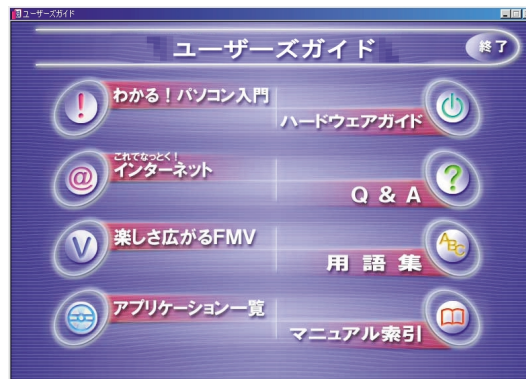 ユーザーズガイド
ユーザーズガイド
終了
!
わかる!パソコン入門
ハードウェアガイド
@
これでなっとく!
インターネット
Q & A
?
V
楽しさ広がるFMV
用語集
ABC
アプリケーション一覧
マニュアル索引